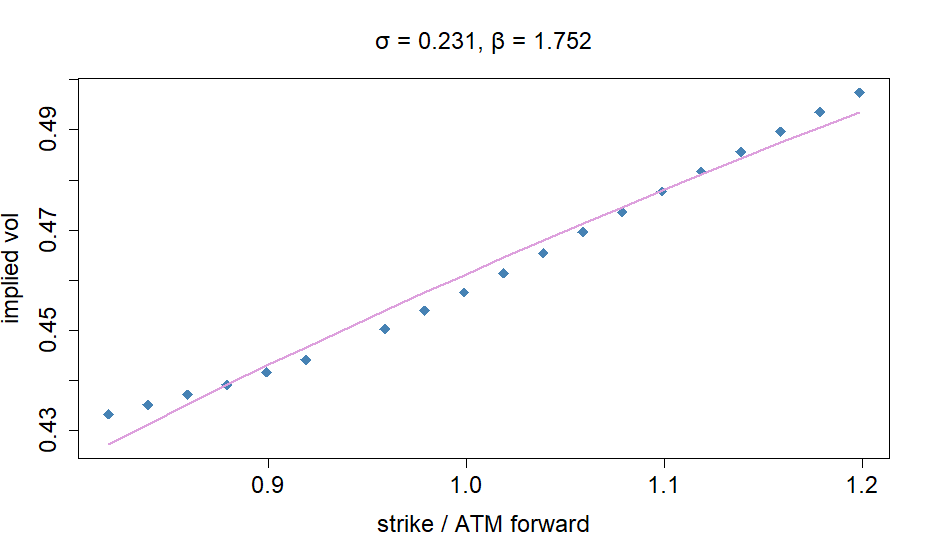 σ = 0.231, β = 1.752
implied vol
0.49
0.47
0.45
0.43
0.9 1.0 1.1 1.2
strike / ATM forward